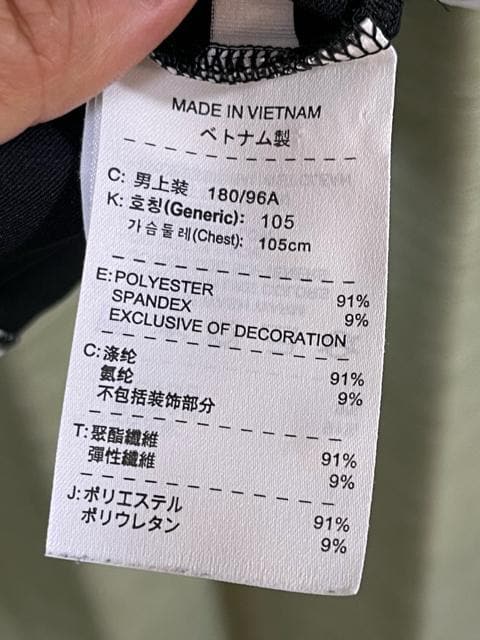 MADE IN VIETNAM
ベトナム製
C: 男上装 180/96A
K: 호칭(Generic): 105
가슴둘레(Chest): 105cm
E: POLYESTER 91%
SPANDEX 9%
EXCLUSIVE OF DECORATION
C: 涤纶 91%
氨纶 9%
不包括装饰部分
T: 聚酯纖維 91%
彈性纖維 9%
J: ポリエステル 91%
ポリウレタン 9%